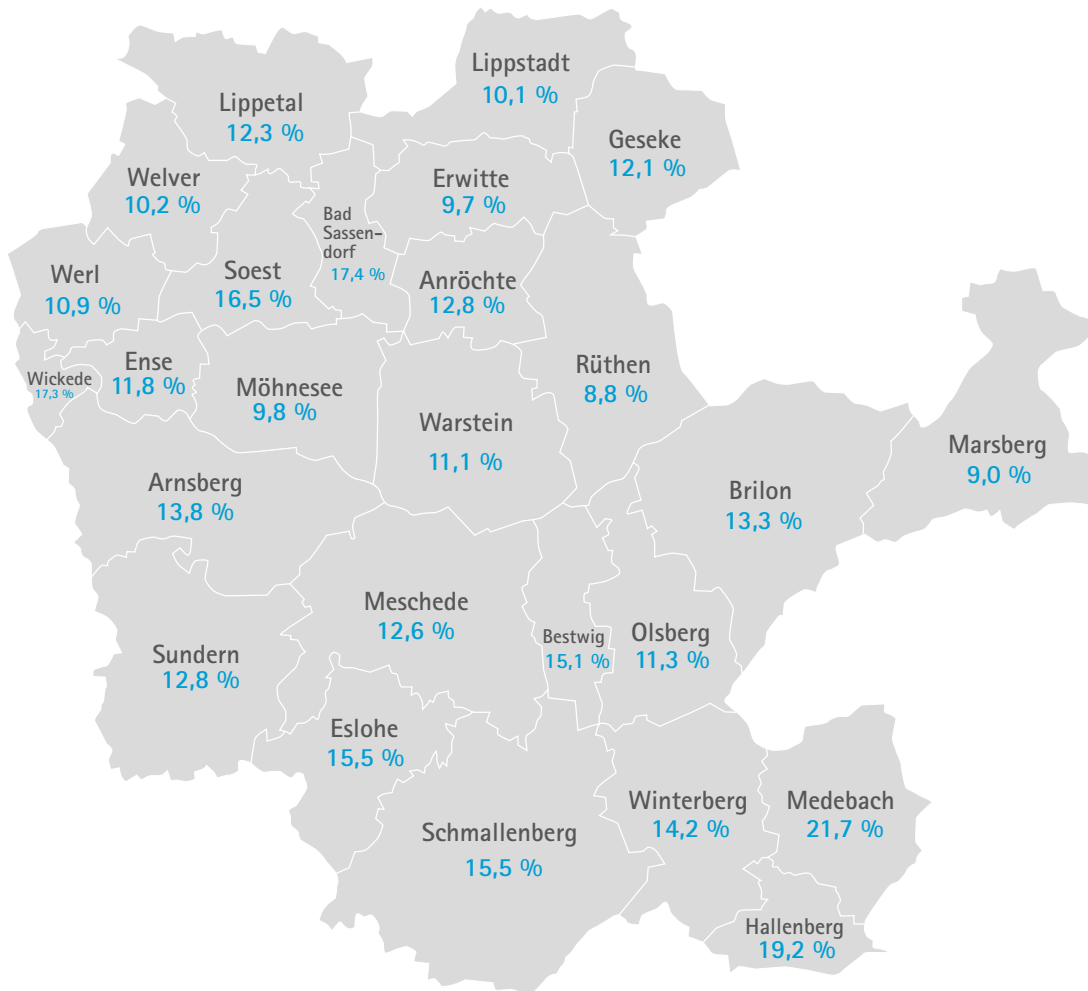 Lippstadt
10,1 %
Lippetal
12,3 %
Geseke
12,1 %
Welver
10,2 %
Erwitte
9,7 %
Bad
Sassen-
dorf
17,4 %
Soest
16,5 %
Werl
10,9 %
Anröchte
12,8 %
Ense
11,8 %
Wickede
17,3 %
Möhnesee
9,8 %
Rüthen
8,8 %
Warstein
11,1 %
Marsberg
9,0 %
Arnsberg
13,8 %
Brilon
13,3 %
Meschede
12,6 %
Bestwig
15,1 %
Olsberg
11,3 %
Sundern
12,8 %
Eslohe
15,5 %
Winterberg
14,2 %
Medebach
21,7 %
Schmallenberg
15,5 %
Hallenberg
19,2 %